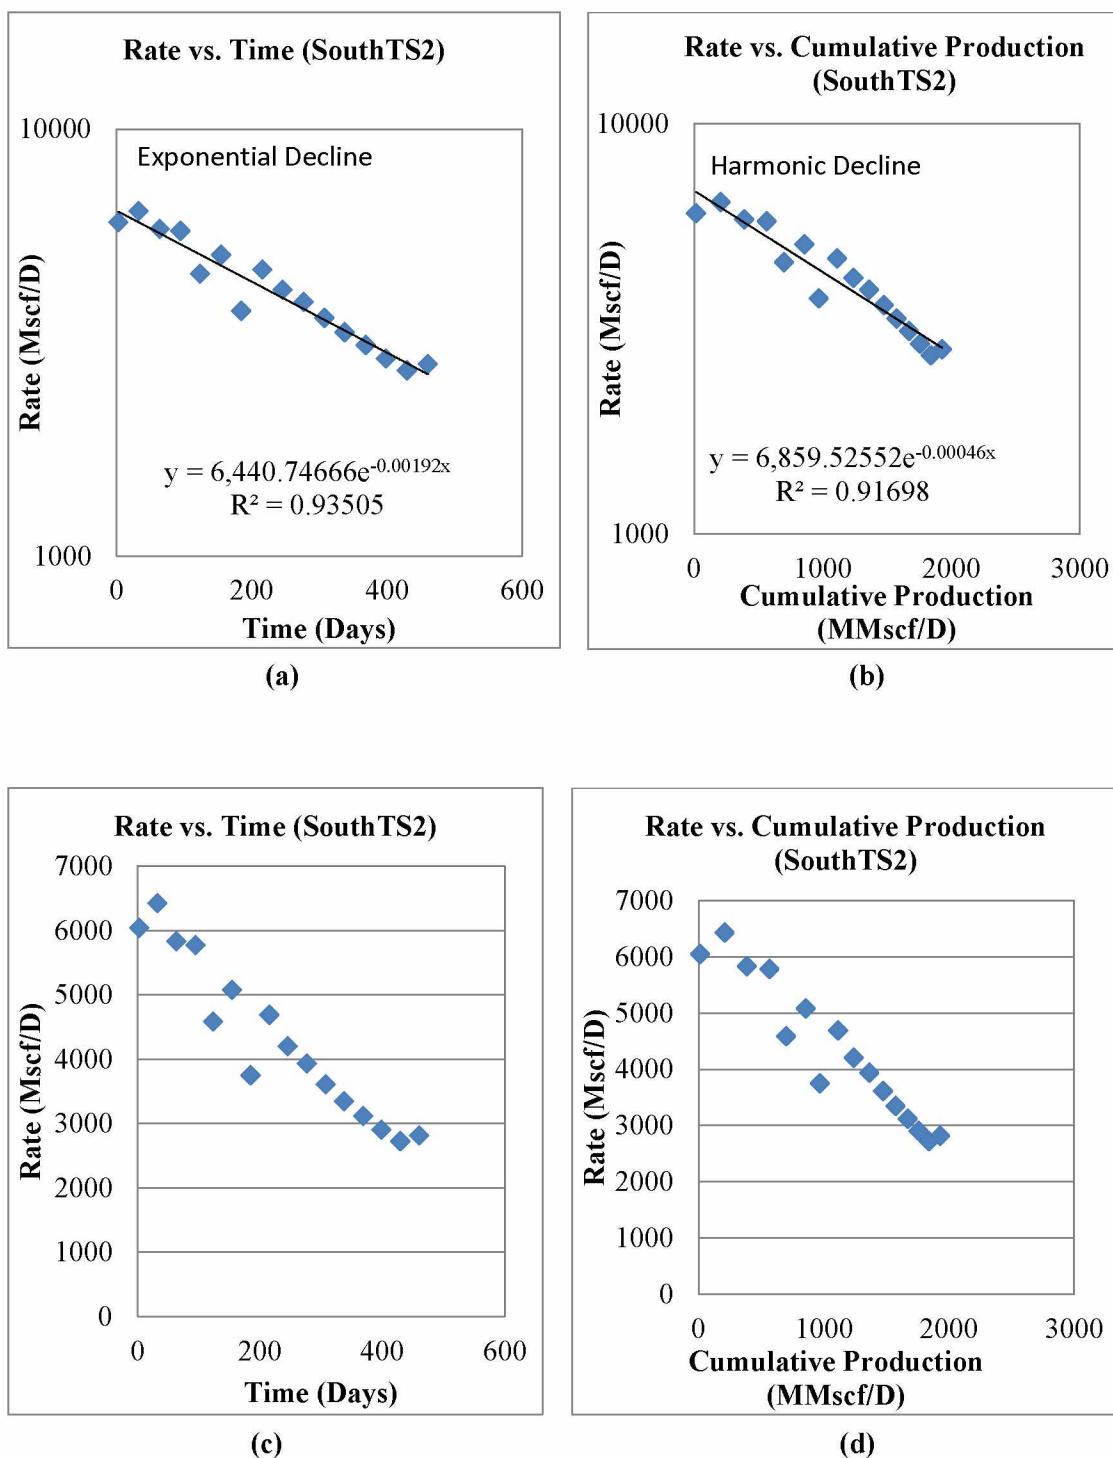 Rate vs. Time (SouthTS2)
10000
Exponential Decline
Rate (Mscf/D)
y = 6,440.74666e^-0.00192x
R² = 0.93505
1000
0 200 400 600
Time (Days)
(a)
Rate vs. Cumulative Production
(SouthTS2)
10000
Harmonic Decline
Rate (Mscf/D)
y = 6,859.52552e^-0.00046x
R² = 0.91698
1000
0 1000 2000 3000
Cumulative Production
(MMscf/D)
(b)
Rate vs. Time (SouthTS2)
7000
6000
5000
4000
3000
2000
1000
0
Rate (Mscf/D)
0 200 400 600
Time (Days)
(c)
Rate vs. Cumulative Production
(SouthTS2)
7000
6000
5000
4000
3000
2000
1000
0
Rate (Mscf/D)
0 1000 2000 3000
Cumulative Production
(MMscf/D)
(d)